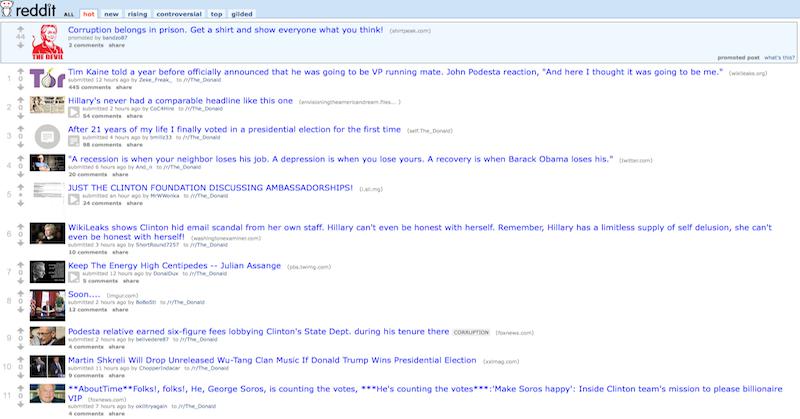 reddit ALL hot new rising controversial top gilded
Corruption belongs in prison. Get a shirt and show everyone what you think! (shirtpeak.com)
promoted by bandzo87
44
2 comments share
THE DEVIL
promoted post what's this?
1 Tim Kaine told a year before officially announced that he was going to be VP running mate. John Podesta reaction, "And here I thought it was going to be me." (wikileaks.org)
0 submitted 12 hours ago by Zeke_Freak_ to /r/The_Donald
445 comments share
2 Hillary's never had a comparable headline like this one (envisioningtheamericandream.files... )
0 submitted 2 hours ago by CoC4Hire to /r/The_Donald
54 comments share
3 After 21 years of my life I finally voted in a presidential election for the first time (self.The_Donald)
0 submitted 4 hours ago by bmillz33 to /r/The_Donald
98 comments share
4 "A recession is when your neighbor loses his job. A depression is when you lose yours. A recovery is when Barack Obama loses his." (twitter.com)
0 submitted 6 hours ago by And_n to /r/The_Donald
20 comments share
5 JUST THE CLINTON FOUNDATION DISCUSSING AMBASSADORSHIPS! (i.sli.mg)
submitted an hour ago by MrWWonka to /r/The_Donald
24 comments share
6 WikiLeaks shows Clinton hid email scandal from her own staff. Hillary can't even be honest with herself. Remember, Hillary has a limitless supply of self delusion, she can't
even be honest with herself! (washingtonexaminer.com)
0 submitted 3 hours ago by ShortRound7257 to /r/The_Donald
10 comments share
7 Keep The Energy High Centipedes -- Julian Assange (pbs.twimg.com)
0 submitted 12 hours ago by DonalDux to /r/The_Donald
5 comments share
8 Soon.... (imgur.com)
0 submitted 2 hours ago by BoBoSti to /r/The_Donald
12 comments share
9 Podesta relative earned six-figure fees lobbying Clinton's State Dept. during his tenure there CORRUPTION (foxnews.com)
0 submitted 2 hours ago by bellvedere87 to /r/The_Donald
4 comments share
10 Martin Shkreli Will Drop Unreleased Wu-Tang Clan Music If Donald Trump Wins Presidential Election (xxlmag.com)
0 submitted 11 hours ago by ChopperIndacar to /r/The_Donald
9 comments share
11 **AboutTime**Folks!, folks!, He, George Soros, is counting the votes, ***He's counting the votes***:'Make Soros happy': Inside Clinton team's mission to please billionaire
VIP (foxnews.com)
0 submitted 7 hours ago by okiltryagain to /r/The_Donald
4 comments share